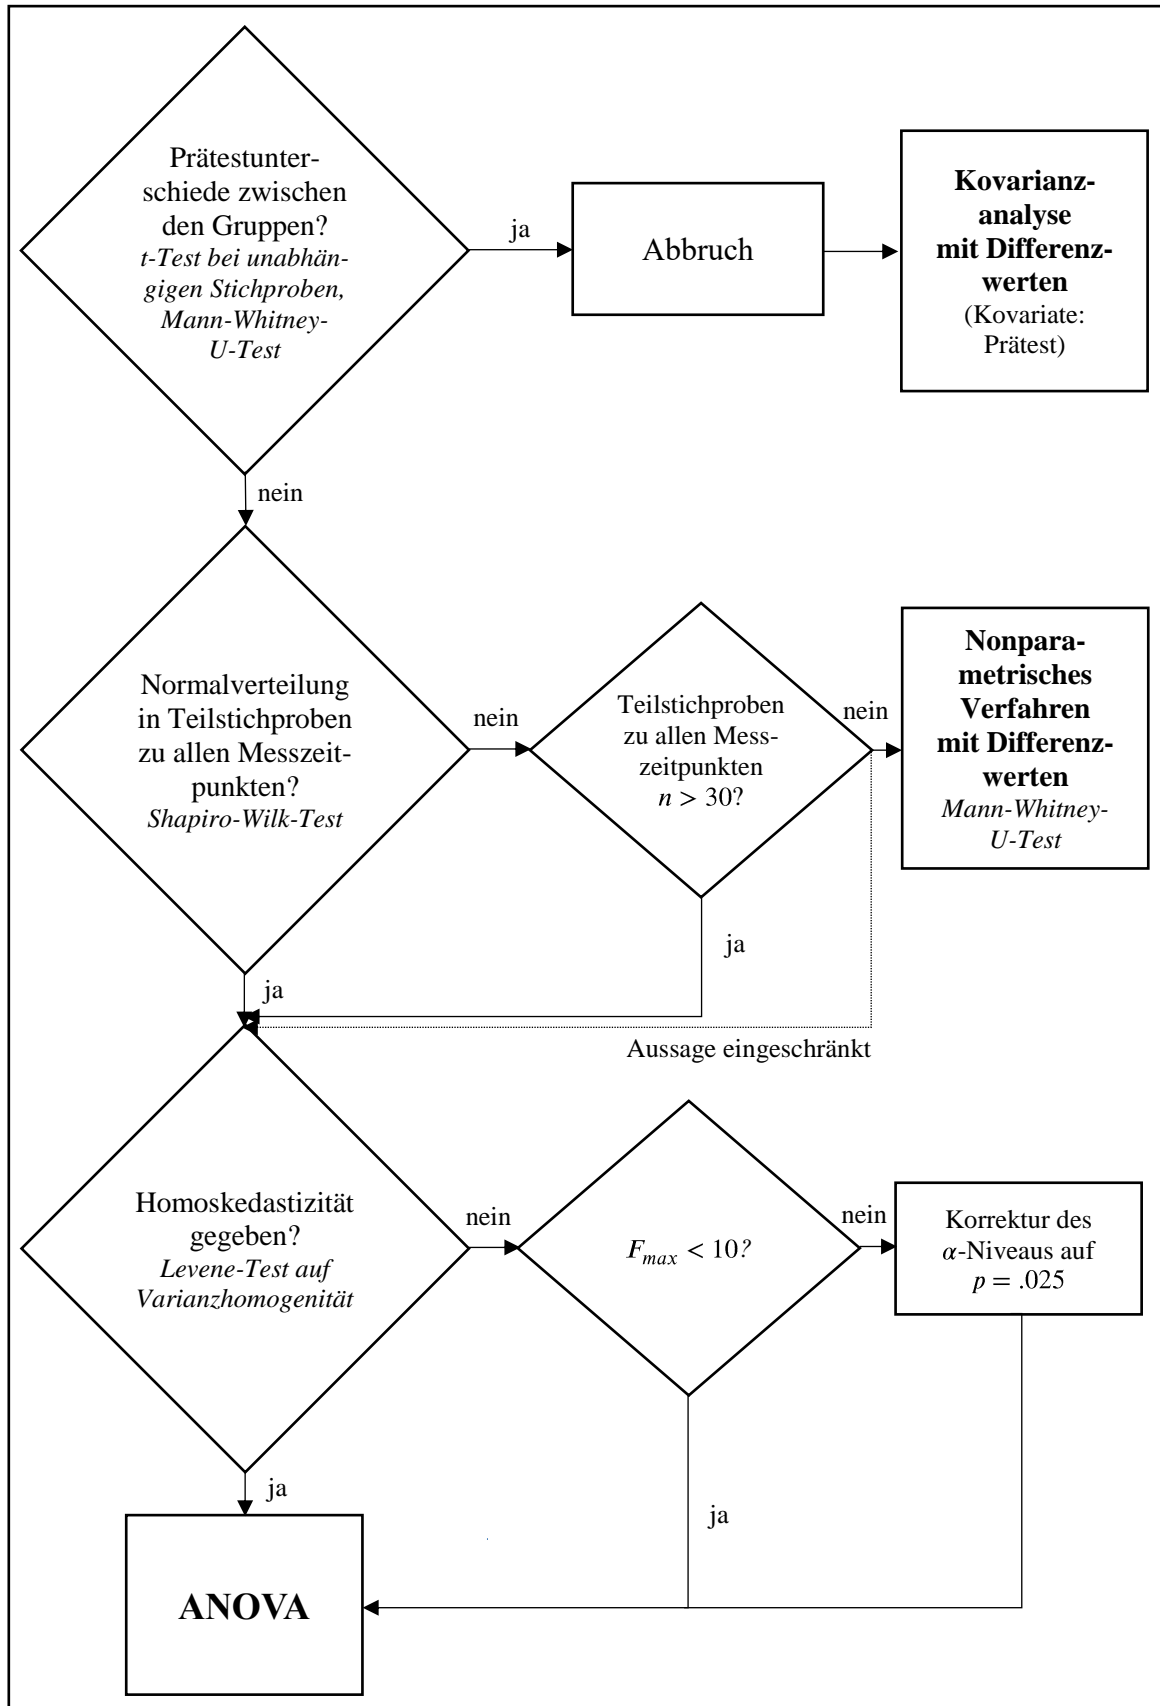 Prätestunter-
schiede zwischen
den Gruppen?
t-Test bei unabhän-
gigen Stichproben,
Mann-Whitney-
U-Test
ja
Abbruch
Kovarianz-
analyse
mit Differenz-
werten
(Kovariate:
Prätest)
nein
Normalverteilung
in Teilstichproben
zu allen Messzeit-
punkten?
Shapiro-Wilk-Test
nein
Teilstichproben
zu allen Mess-
zeitpunkten
n > 30?
nein
Nonpara-
metrisches
Verfahren
mit Differenz-
werten
Mann-Whitney-
U-Test
ja
ja
Aussage eingeschränkt
Homoskedastizität
gegeben?
Levene-Test auf
Varianzhomogenität
nein
F_max < 10?
nein
Korrektur des
α-Niveaus auf
p = .025
ja
ja
ANOVA